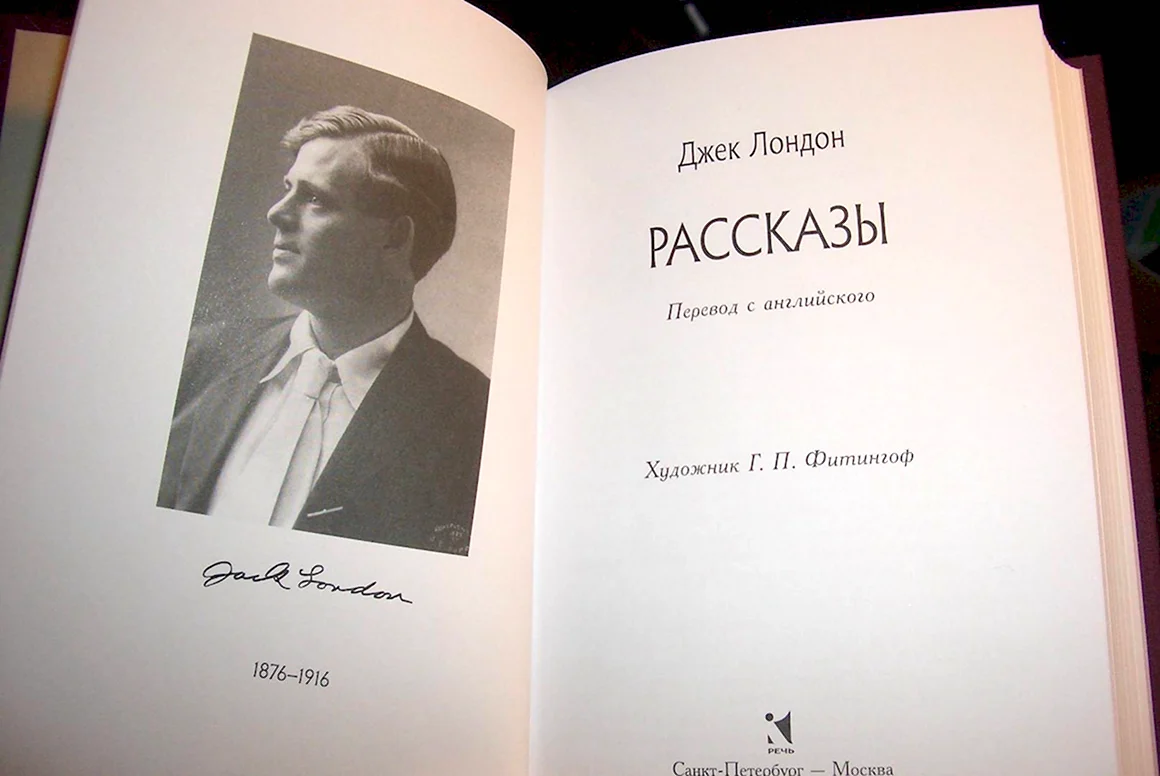 Jack London
1876–1916
Джек Лондон
РАССКАЗЫ
Перевод с английского
Художник Г. П. Фитингоф
РЕЧЬ
Санкт-Петербург — Москва